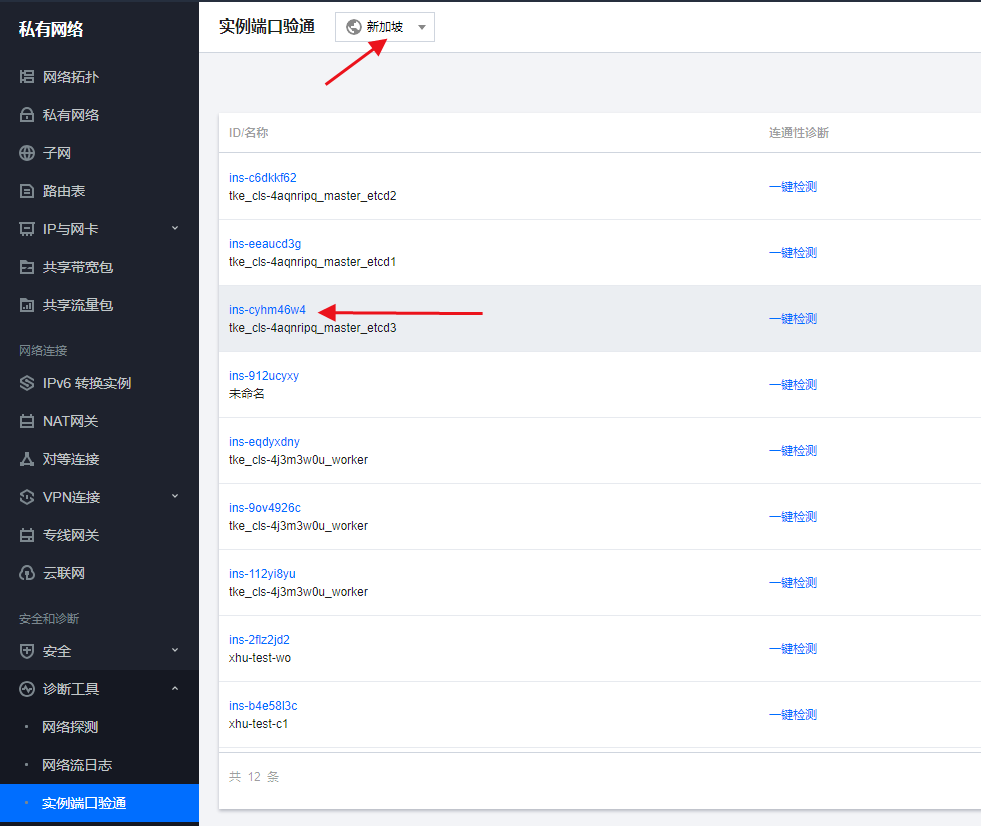 私有网络
网络拓扑
私有网络
子网
路由表
IP与网卡
共享带宽包
共享流量包
网络连接
IPv6 转换实例
NAT网关
对等连接
VPN连接
专线网关
云联网
安全和诊断
安全
诊断工具
网络探测
网络流日志
实例端口验通
实例端口验通 新加坡
ID/名称 连通性诊断
ins-c6dkkf62
tke_cls-4aqnripq_master_etcd2
一键检测
ins-eeaucd3g
tke_cls-4aqnripq_master_etcd1
一键检测
ins-cyhm46w4
tke_cls-4aqnripq_master_etcd3
一键检测
ins-912ucyxy
未命名
一键检测
ins-eqdyxdny
tke_cls-4j3m3w0u_worker
一键检测
ins-9ov4926c
tke_cls-4j3m3w0u_worker
一键检测
ins-112yi8yu
tke_cls-4j3m3w0u_worker
一键检测
ins-2flz2jd2
xhu-test-wo
一键检测
ins-b4e58l3c
xhu-test-c1
一键检测
共 12 条